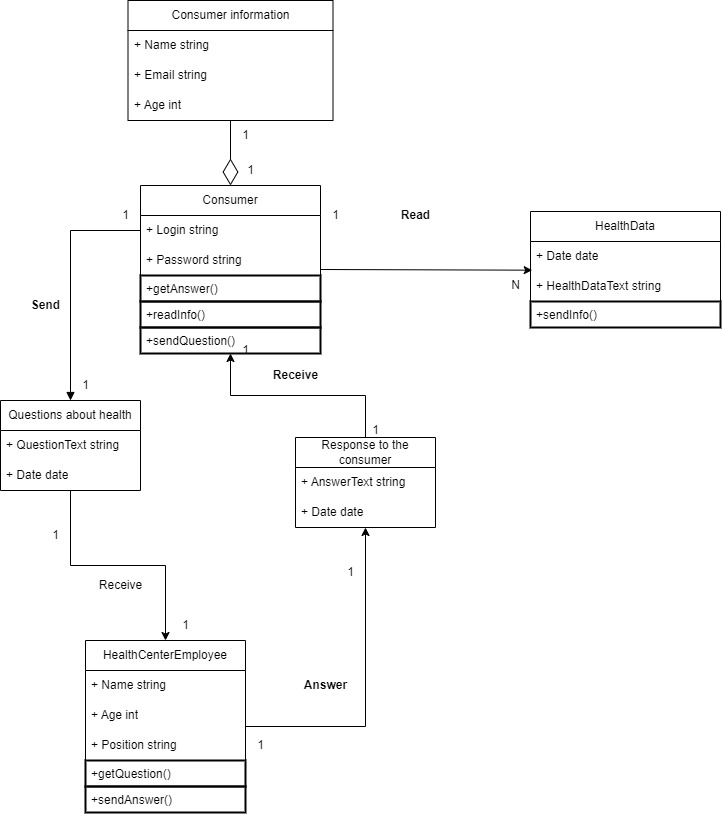 Consumer information
+ Name string
+ Email string
+ Age int
1
1
Consumer
1
1
Read
+ Login string
+ Password string
+getAnswer()
+readInfo()
+sendQuestion()
1
HealthData
+ Date date
+ HealthDataText string
+sendInfo()
N
Send
1
Receive
Questions about health
+ QuestionText string
+ Date date
1
Response to the
consumer
+ AnswerText string
+ Date date
1
Receive
1
1
HealthCenterEmployee
+ Name string
+ Age int
+ Position string
+getQuestion()
+sendAnswer()
Answer
1